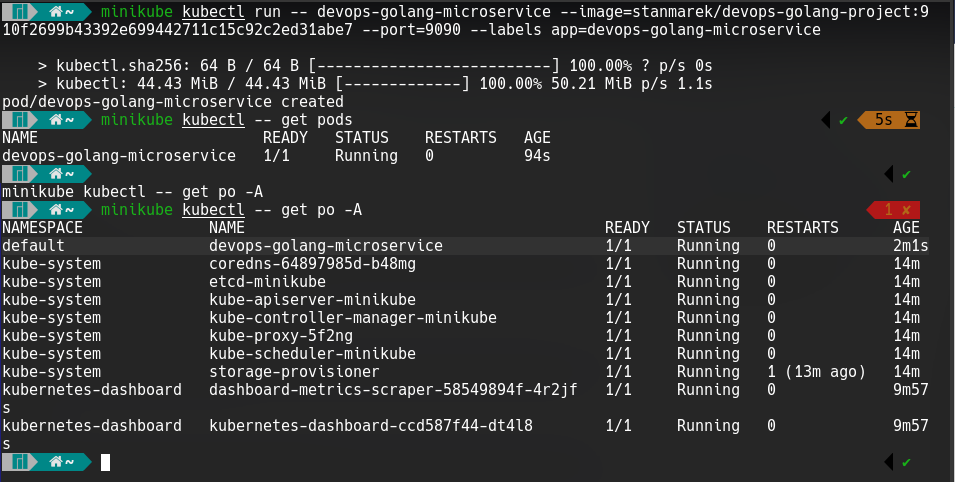 minikube kubectl run -- devops-golang-microservice --image=stanmarek/devops-golang-project:9
10f2699b43392e699442711c15c92c2ed31abe7 --port=9090 --labels app=devops-golang-microservice
> kubectl.sha256: 64 B / 64 B [--------------------------] 100.00% ? p/s 0s
> kubectl: 44.43 MiB / 44.43 MiB [-------------] 100.00% 50.21 MiB p/s 1.1s
pod/devops-golang-microservice created
~ minikube kubectl -- get pods ✔ 5s
NAME READY STATUS RESTARTS AGE
devops-golang-microservice 1/1 Running 0 94s
~ ✔
minikube kubectl -- get po -A
~ minikube kubectl -- get po -A 1 ✘
NAMESPACE NAME READY STATUS RESTARTS AGE
default devops-golang-microservice 1/1 Running 0 2m1s
kube-system coredns-64897985d-b48mg 1/1 Running 0 14m
kube-system etcd-minikube 1/1 Running 0 14m
kube-system kube-apiserver-minikube 1/1 Running 0 14m
kube-system kube-controller-manager-minikube 1/1 Running 0 14m
kube-system kube-proxy-5f2ng 1/1 Running 0 14m
kube-system kube-scheduler-minikube 1/1 Running 0 14m
kube-system storage-provisioner 1/1 Running 1 (13m ago) 14m
kubernetes-dashboard dashboard-metrics-scraper-58549894f-4r2jf 1/1 Running 0 9m57
s
kubernetes-dashboard kubernetes-dashboard-ccd587f44-dt4l8 1/1 Running 0 9m57
s
~ ✔